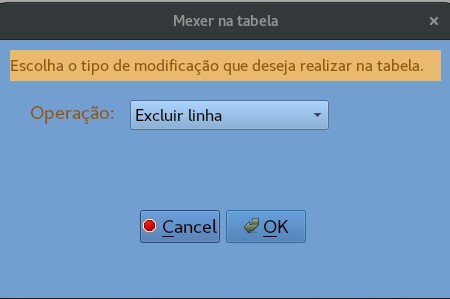 Mexer na tabela
Escolha o tipo de modificação que deseja realizar na tabela.
Operação: Excluir linha
Cancel OK